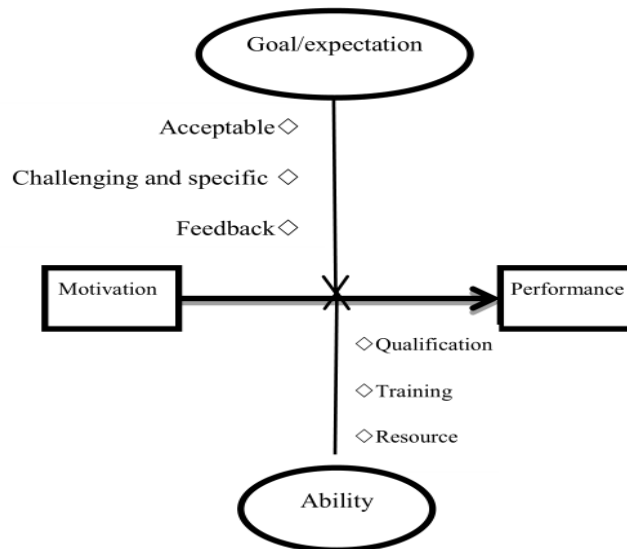 Goal/expectation
Acceptable
Challenging and specific
Feedback
Motivation
Performance
Qualification
Training
Resource
Ability